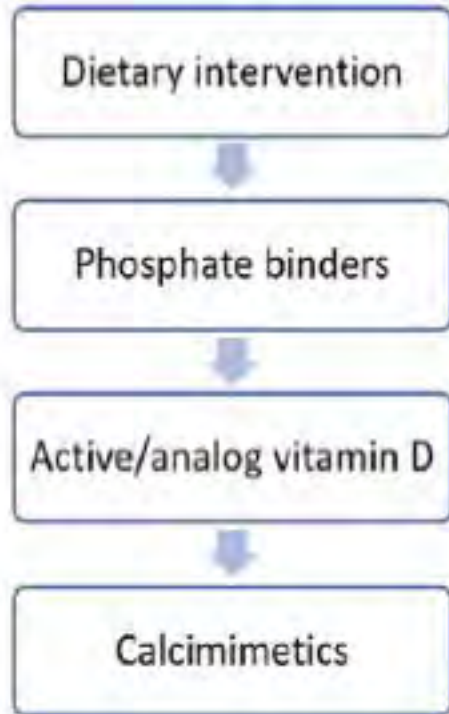 Dietary intervention
Phosphate binders
Active/analog vitamin D
Calcimimetics